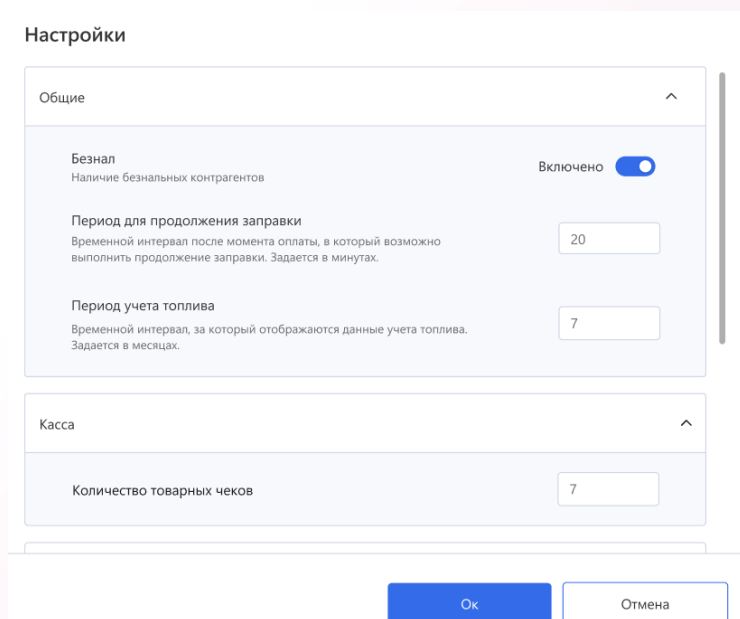 Настройки
Общие
Безнал
Наличие безнальных контрагентов
Включено
Период для продолжения заправки
Временной интервал после момента оплаты, в который возможно
выполнить продолжение заправки. Задается в минутах.
20
Период учета топлива
Временной интервал, за который отображаются данные учета топлива.
Задается в месяцах.
7
Касса
Количество товарных чеков
7
Ок
Отмена